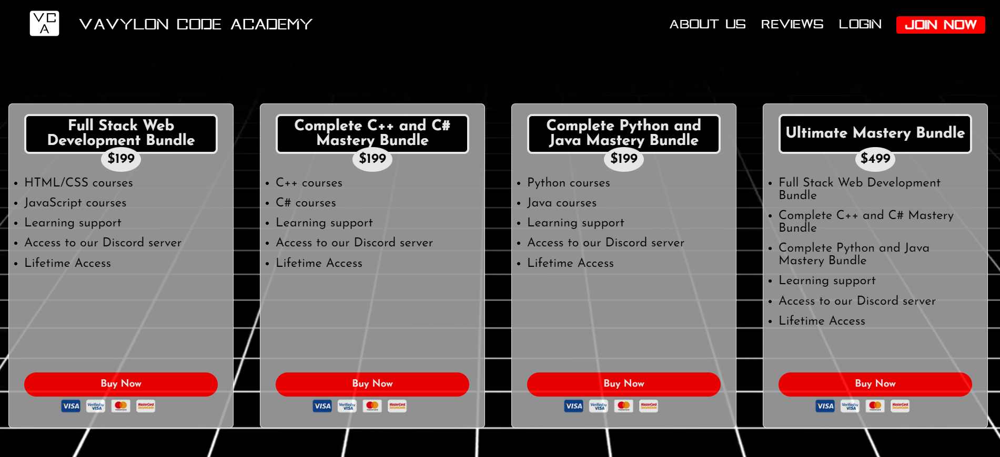 VC
A
VAVYLON CODE ACADEMY
ABOUT US
REVIEWS
LOGIN
JOIN NOW
Full Stack Web
Development Bundle
$199
• HTML/CSS courses
• JavaScript courses
• Learning support
• Access to our Discord server
• Lifetime Access
Buy Now
VISA
Verified by
VISA
mastercard
MasterCard
SecureCode
Complete C++ and C#
Mastery Bundle
$199
• C++ courses
• C# courses
• Learning support
• Access to our Discord server
• Lifetime Access
Buy Now
VISA
Verified by
VISA
mastercard
MasterCard
SecureCode
Complete Python and
Java Mastery Bundle
$199
• Python courses
• Java courses
• Learning support
• Access to our Discord server
• Lifetime Access
Buy Now
VISA
Verified by
VISA
mastercard
MasterCard
SecureCode
Ultimate Mastery Bundle
$499
• Full Stack Web Development
Bundle
• Complete C++ and C# Mastery
Bundle
• Complete Python and Java
Mastery Bundle
• Learning support
• Access to our Discord server
• Lifetime Access
Buy Now
VISA
Verified by
VISA
mastercard
MasterCard
SecureCode